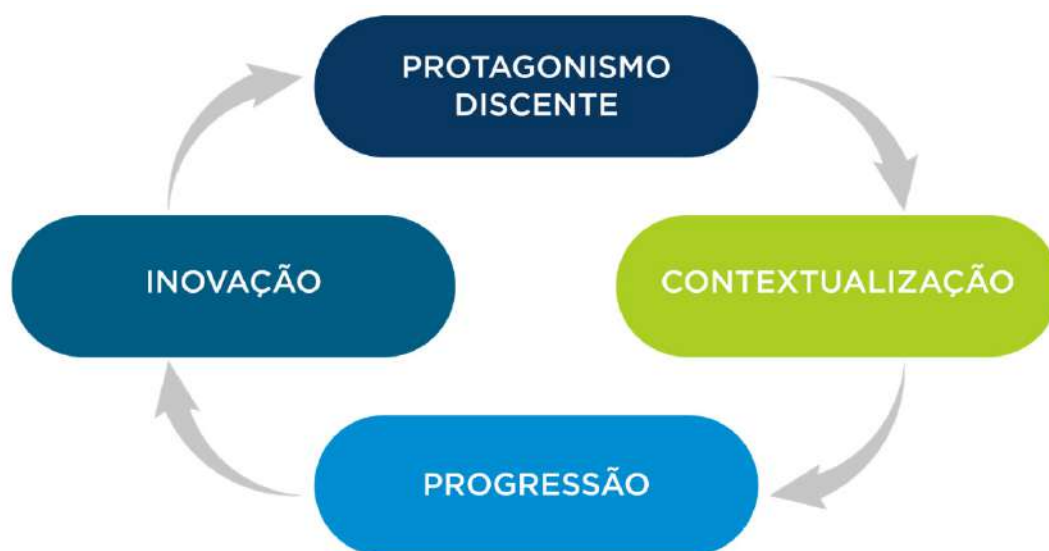 PROTAGONISMO
DISCENTE
INOVAÇÃO
CONTEXTUALIZAÇÃO
PROGRESSÃO